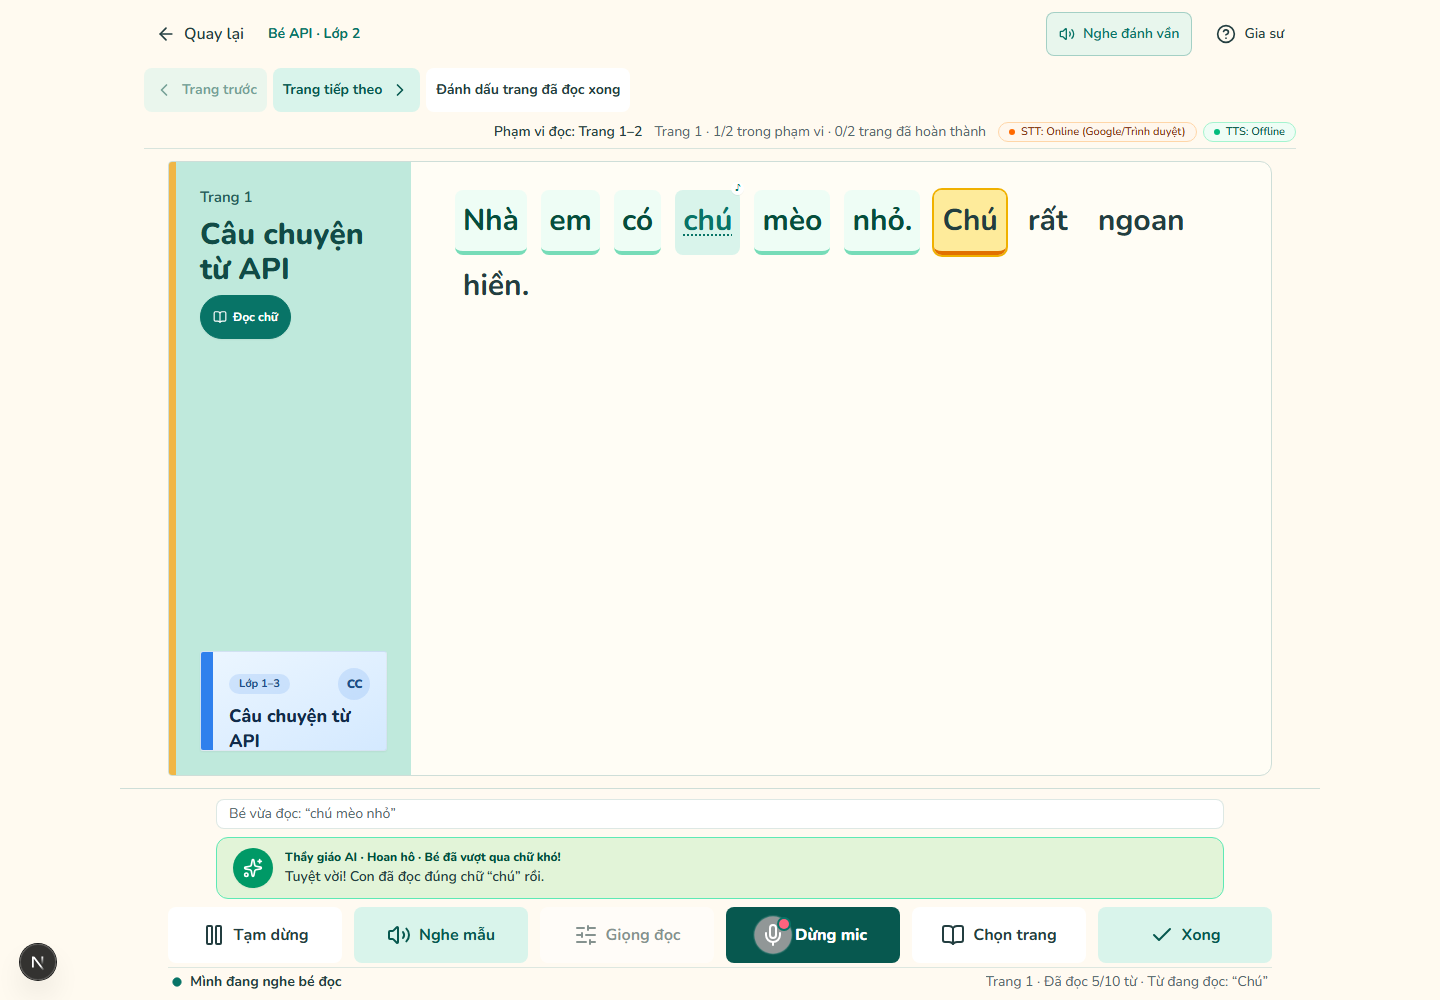 Quay lại
Bé API · Lớp 2
Nghe đánh vần
Gia sư
Trang trước
Trang tiếp theo
Đánh dấu trang đã đọc xong
Phạm vi đọc: Trang 1–2
Trang 1 · 1/2 trong phạm vi · 0/2 trang đã hoàn thành
STT: Online (Google/Trình duyệt)
TTS: Offline
Trang 1
Câu chuyện
từ API
Đọc chữ
Lớp 1–3
CC
Câu chuyện từ
API
Nhà em có chú mèo nhỏ. Chú rất ngoan
hiền.
Bé vừa đọc: “chú mèo nhỏ”
Thầy giáo AI · Hoan hô · Bé đã vượt qua chữ khó!
Tuyệt vời! Con đã đọc đúng chữ “chú” rồi.
Tạm dừng
Nghe mẫu
Giọng đọc
Dừng mic
Chọn trang
Xong
N
Mình đang nghe bé đọc
Trang 1 · Đã đọc 5/10 từ · Từ đang đọc: “Chú”